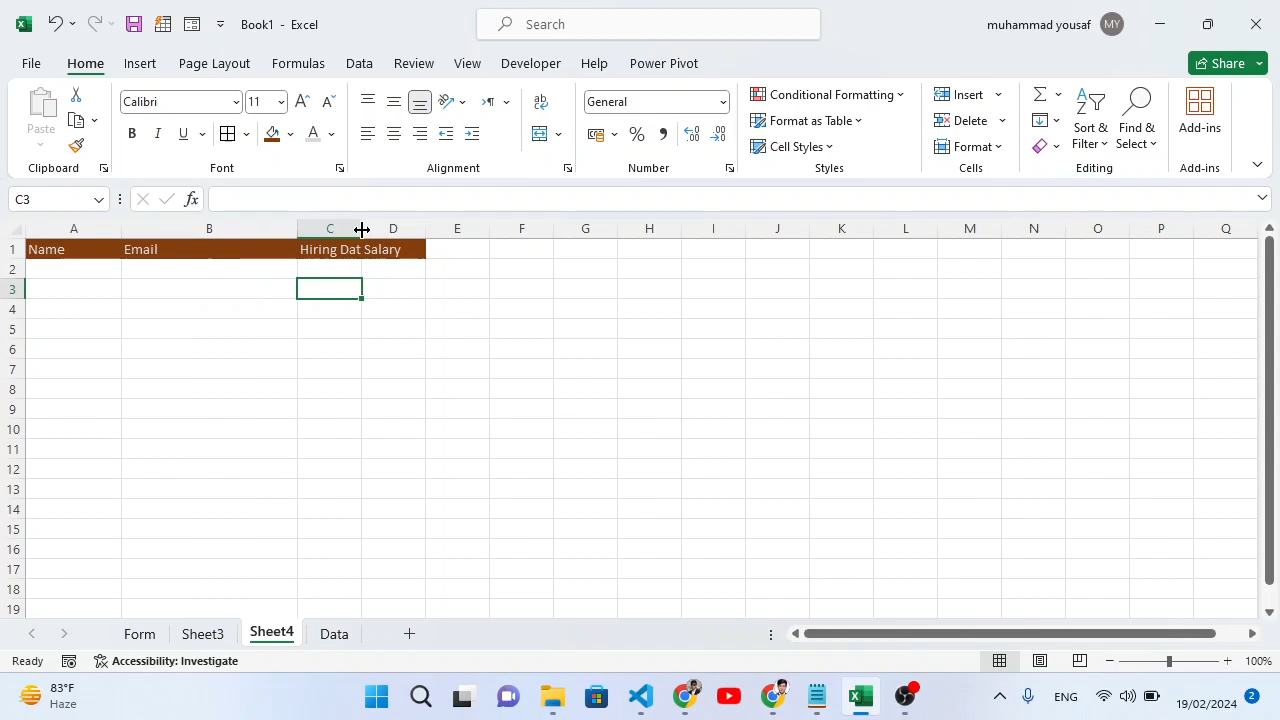 Book1 - Excel
Search
muhammad yousaf MY
File Home Insert Page Layout Formulas Data Review View Developer Help Power Pivot Share
Paste
Clipboard
Calibri 11
B I U A
Font
ab
Alignment
General
% 9
Number
Conditional Formatting
Format as Table
Cell Styles
Styles
Insert
Delete
Format
Cells
Sort & Filter
Find & Select
Editing
Add-ins
Add-ins
C3 fx
A B C D E F G H I J K L M N O P Q
1 Name Email Hiring Dat Salary
2
3
4
5
6
7
8
9
10
11
12
13
14
15
16
17
18
19
Form Sheet3 Sheet4 Data
Ready Accessibility: Investigate 100%
83°F
Haze
ENG
19/02/2024 2